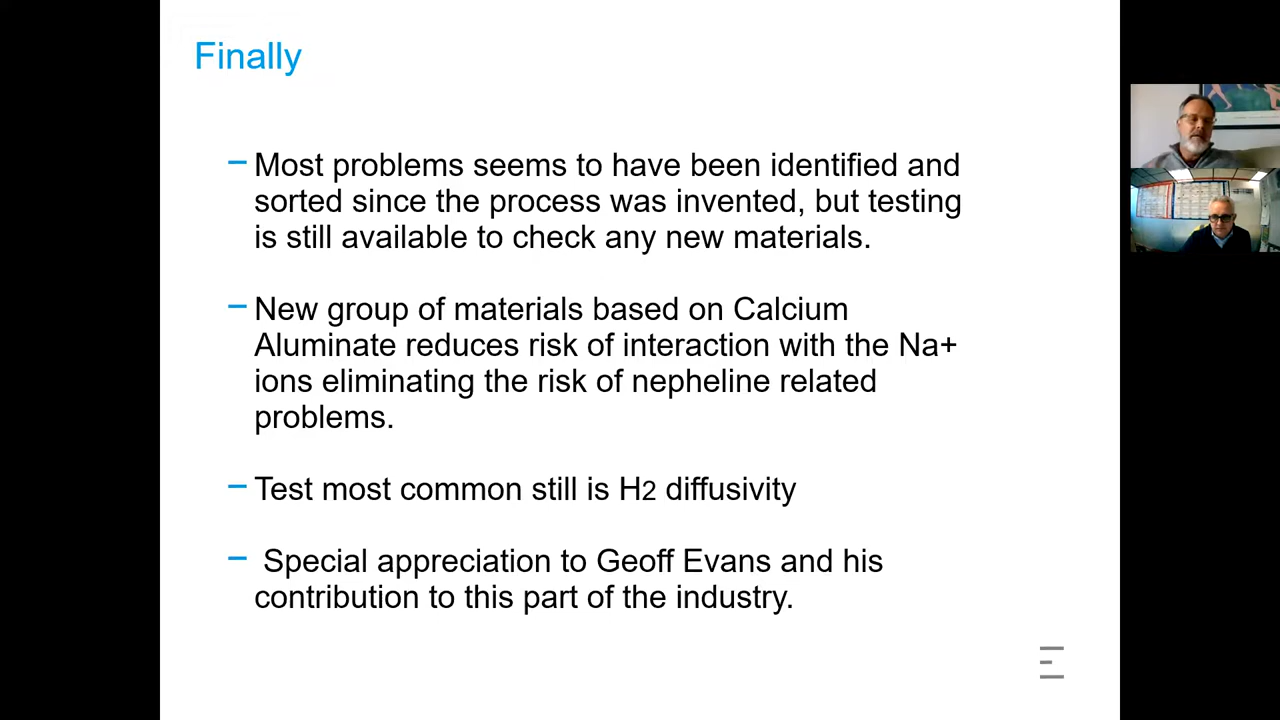 Finally
– Most problems seems to have been identified and
sorted since the process was invented, but testing
is still available to check any new materials.
– New group of materials based on Calcium
Aluminate reduces risk of interaction with the Na+
ions eliminating the risk of nepheline related
problems.
– Test most common still is H2 diffusivity
– Special appreciation to Geoff Evans and his
contribution to this part of the industry.